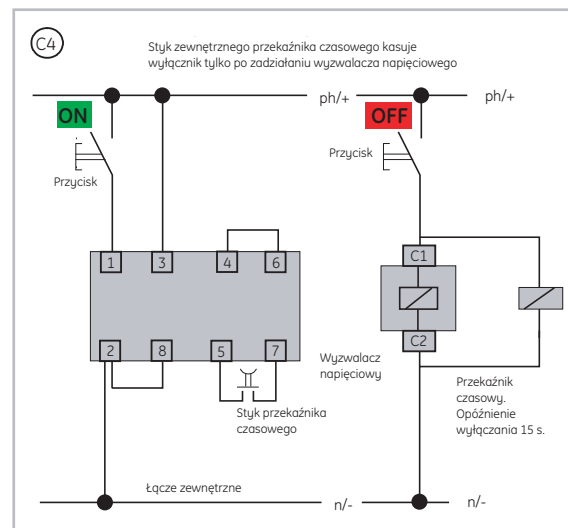 C4
Styk zewnętrznego przekaźnika czasowego kasuje
wyłącznik tylko po zadziałaniu wyzwalacza napięciowego
ph/+
ph/+
ON
OFF
Przycisk
Przycisk
1
3
4
6
C1
2
8
5
7
C2
Wyzwalacz
napięciowy
Styk przekaźnika
czasowego
Przekaźnik
czasowy.
Opóźnienie
wyłączania 15 s.
Łącze zewnętrzne
n/-
n/-